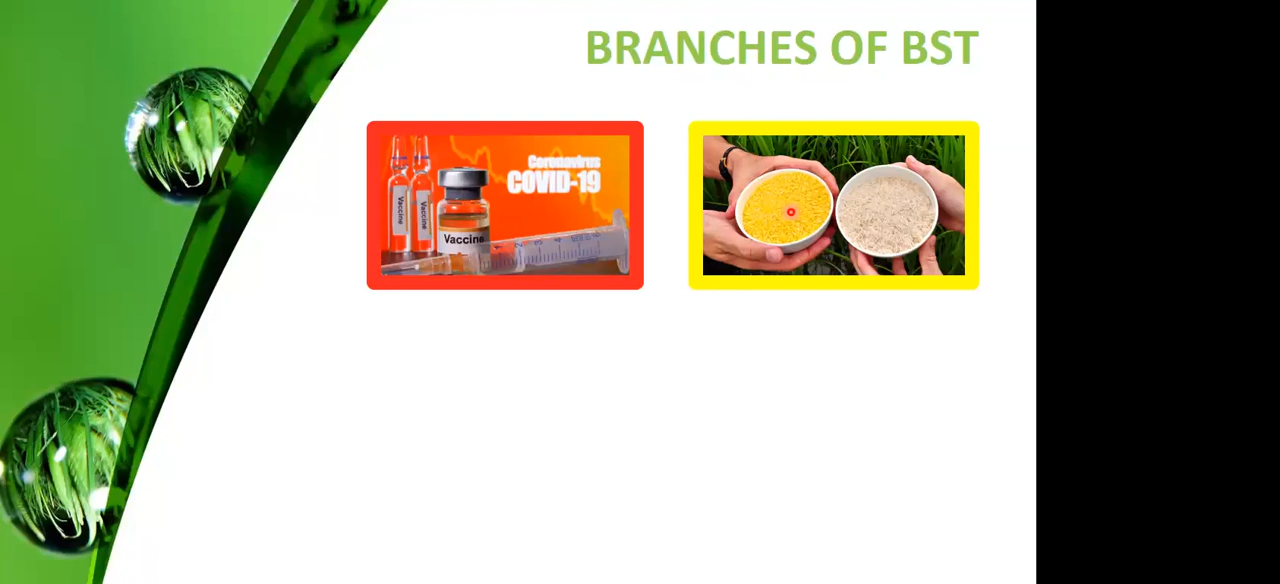 BRANCHES OF BST
Coronavirus
COVID-19
Vaccine
Vaccine
Vaccine